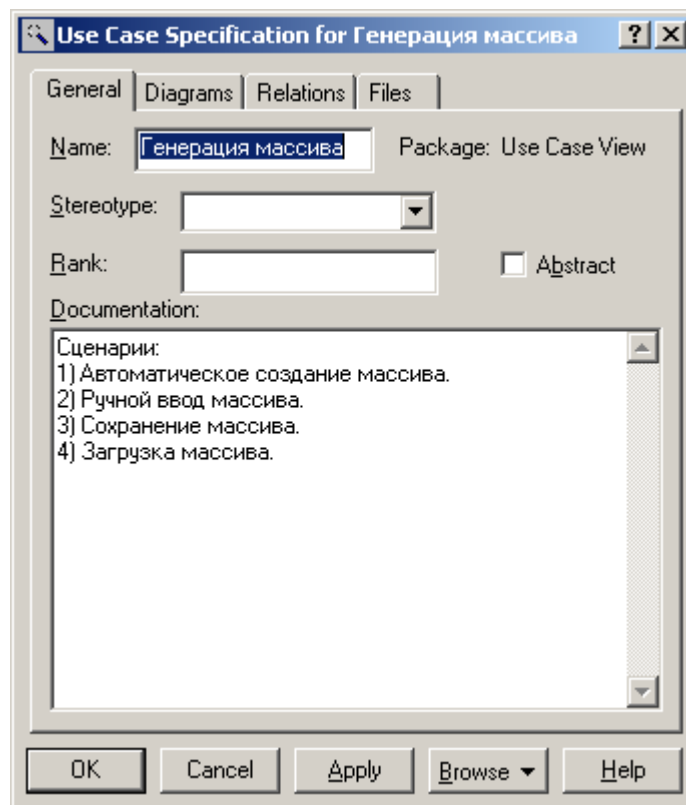 Use Case Specification for Генерация массива
General Diagrams Relations Files
Name: Генерация массива Package: Use Case View
Stereotype:
Rank: Abstract
Documentation:
Сценарии:
1) Автоматическое создание массива.
2) Ручной ввод массива.
3) Сохранение массива.
4) Загрузка массива.
OK Cancel Apply Browse Help